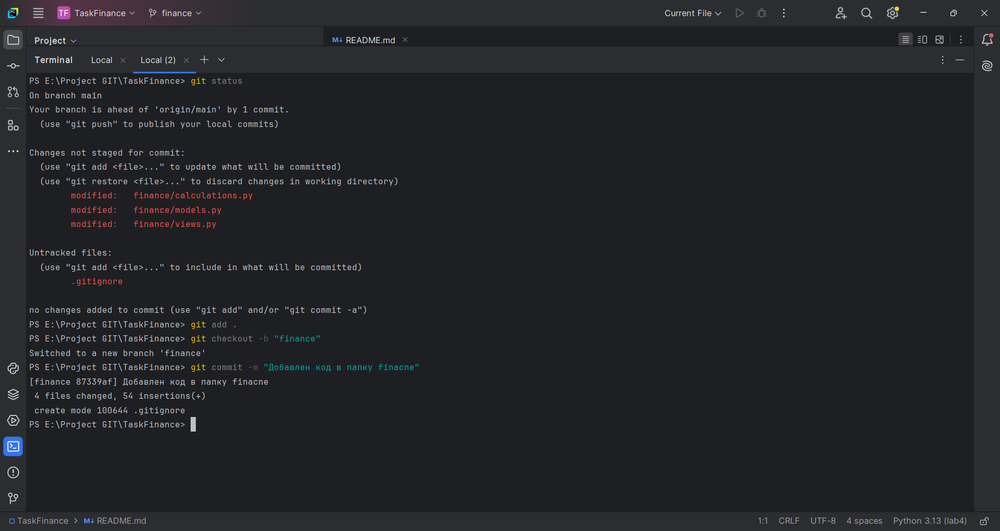 TF TaskFinance finance Current File
Project README.md
Terminal Local Local (2)
PS E:\Project GIT\TaskFinance> git status
On branch main
Your branch is ahead of 'origin/main' by 1 commit.
  (use "git push" to publish your local commits)
Changes not staged for commit:
  (use "git add <file>..." to update what will be committed)
  (use "git restore <file>..." to discard changes in working directory)
        modified:   finance/calculations.py
        modified:   finance/models.py
        modified:   finance/views.py
Untracked files:
  (use "git add <file>..." to include in what will be committed)
        .gitignore
no changes added to commit (use "git add" and/or "git commit -a")
PS E:\Project GIT\TaskFinance> git add .
PS E:\Project GIT\TaskFinance> git checkout -b "finance"
Switched to a new branch 'finance'
PS E:\Project GIT\TaskFinance> git commit -m "Добавлен код в папку finacne"
[finance 87339af] Добавлен код в папку finacne
 4 files changed, 54 insertions(+)
 create mode 100644 .gitignore
PS E:\Project GIT\TaskFinance>
TaskFinance > M↓ README.md 1:1 CRLF UTF-8 4 spaces Python 3.13 (lab4)